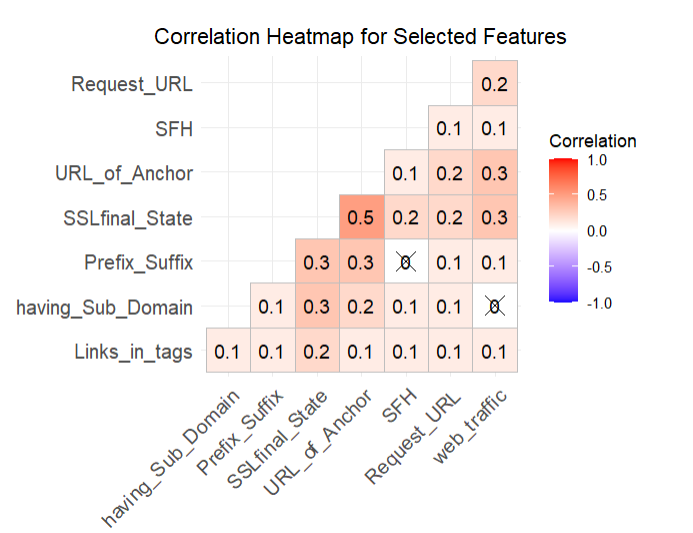 Correlation Heatmap for Selected Features
Request_URL 0.2
SFH 0.1 0.1
URL_of_Anchor 0.1 0.2 0.3
SSLfinal_State 0.5 0.2 0.2 0.3
Prefix_Suffix 0.3 0.3 0 0.1 0.1
having_Sub_Domain 0.1 0.3 0.2 0.1 0.1 0
Links_in_tags 0.1 0.1 0.2 0.1 0.1 0.1 0.1
having_Sub_Domain
Prefix_Suffix
SSLfinal_State
URL_of_Anchor
SFH
Request_URL
web_traffic
Correlation
1.0
0.5
0.0
-0.5
-1.0